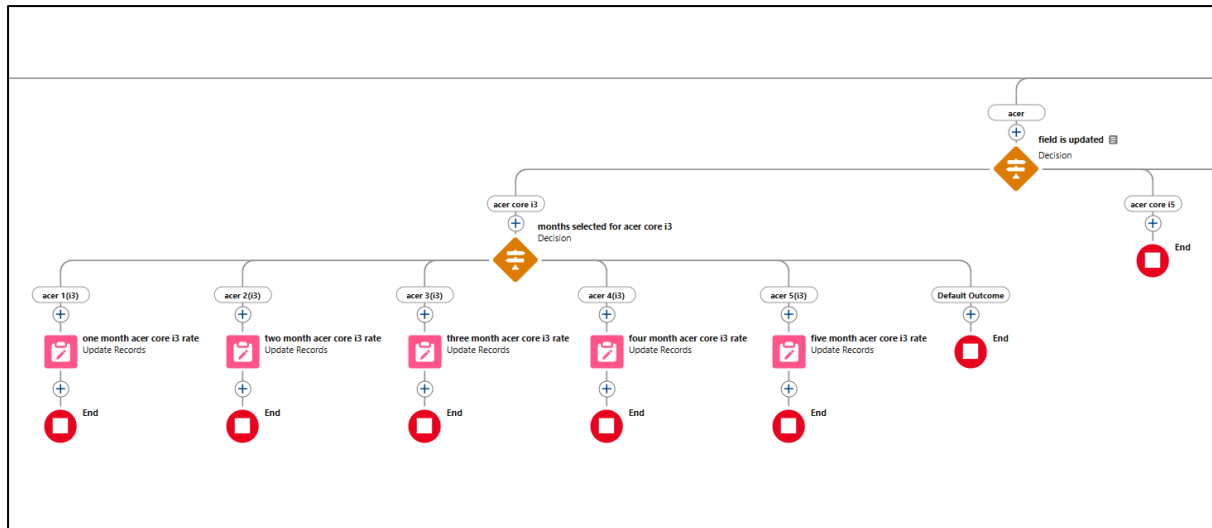 acer
field is updated
Decision
acer core i3
acer core i5
months selected for acer core i3
Decision
End
acer 1(i3)
acer 2(i3)
acer 3(i3)
acer 4(i3)
acer 5(i3)
Default Outcome
one month acer core i3 rate
Update Records
two month acer core i3 rate
Update Records
three month acer core i3 rate
Update Records
four month acer core i3 rate
Update Records
five month acer core i3 rate
Update Records
End
End
End
End
End
End